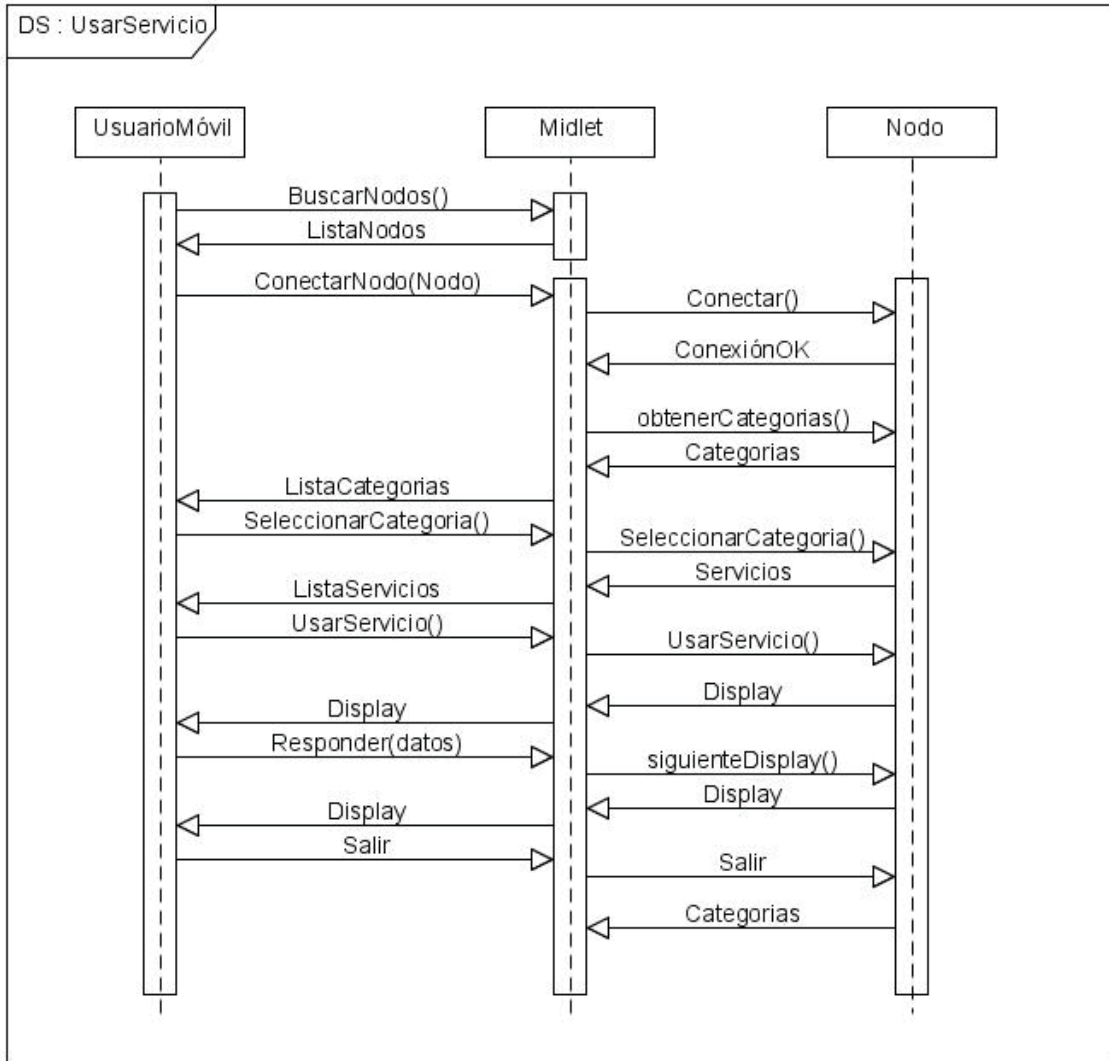 DS : UsarServicio
UsuarioMóvil
Midlet
Nodo
BuscarNodos()
ListaNodos
ConectarNodo(Nodo)
Conectar()
ConexiónOK
obtenerCategorias()
Categorias
ListaCategorias
SeleccionarCategoria()
SeleccionarCategoria()
Servicios
ListaServicios
UsarServicio()
UsarServicio()
Display
Display
Responder(datos)
siguienteDisplay()
Display
Display
Salir
Salir
Categorias